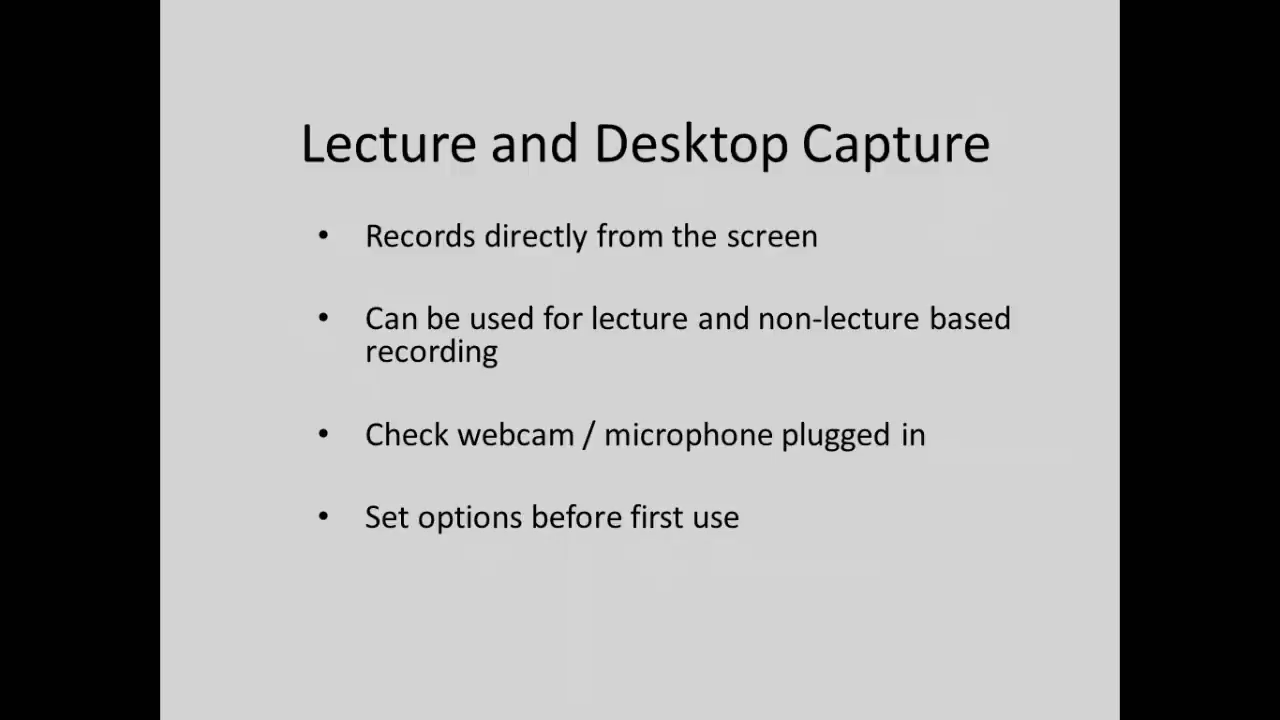 Lecture and Desktop Capture
• Records directly from the screen
• Can be used for lecture and non-lecture based
recording
• Check webcam / microphone plugged in
• Set options before first use